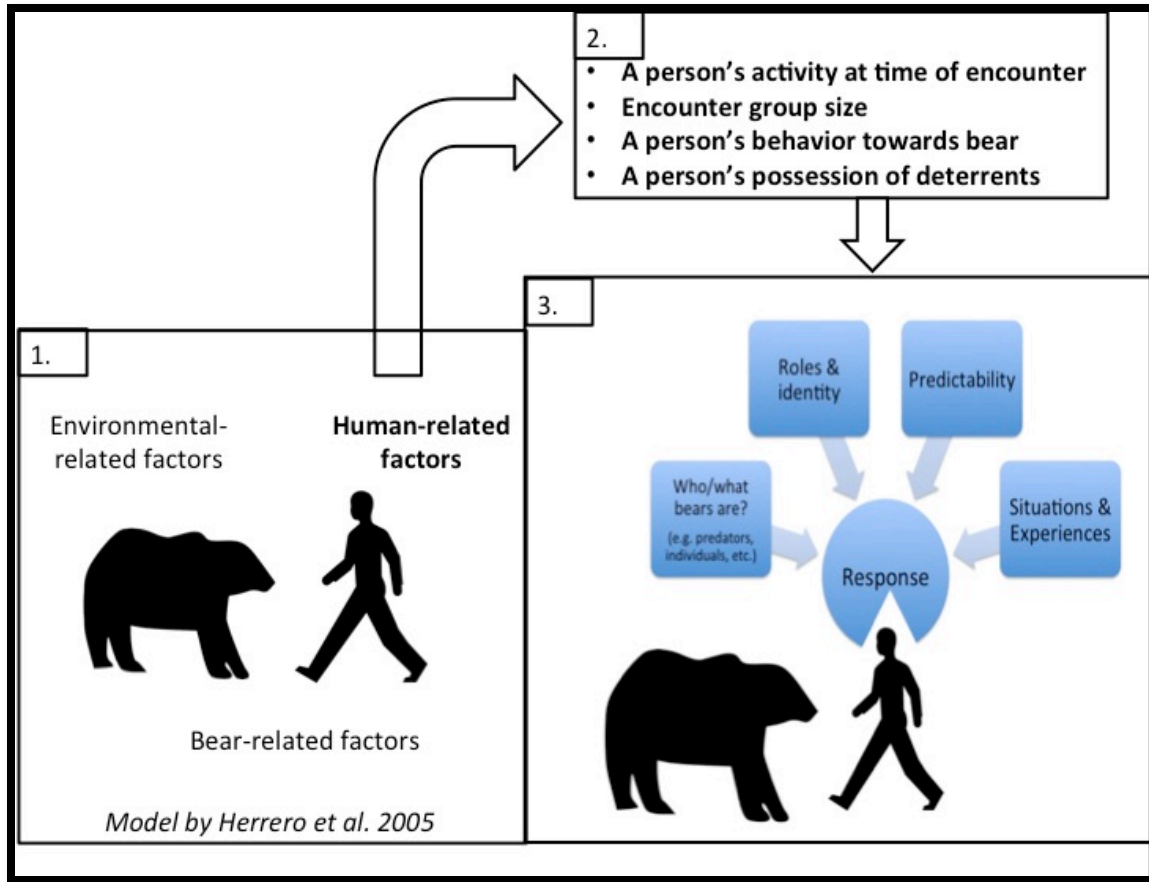 1.
Environmental-
related factors
Human-related
factors
Bear-related factors
Model by Herrero et al. 2005
2.
• A person's activity at time of encounter
• Encounter group size
• A person's behavior towards bear
• A person's possession of deterrents
3.
Who/what
bears are?
(e.g. predators,
individuals, etc.)
Roles &
identity
Predictability
Situations &
Experiences
Response